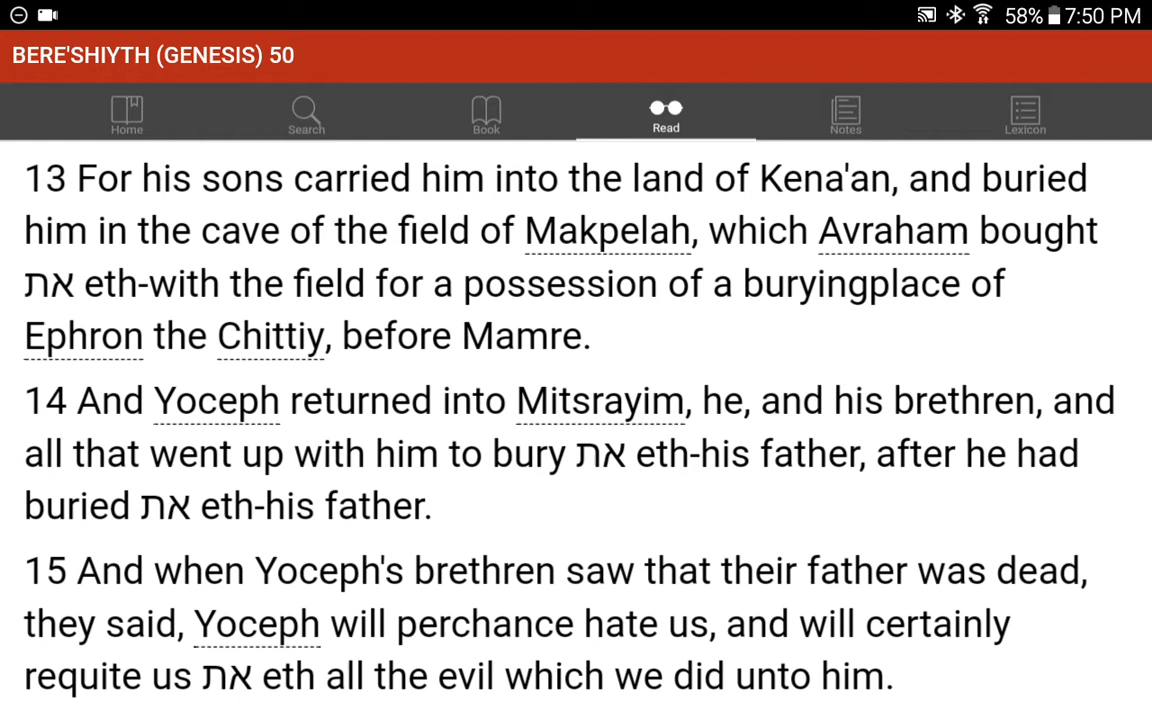 58% 7:50 PM
BERE'SHIYTH (GENESIS) 50
Home Search Book Read Notes Lexicon
13 For his sons carried him into the land of Kena'an, and buried
him in the cave of the field of Makpelah, which Avraham bought
את eth-with the field for a possession of a buryingplace of
Ephron the Chittiy, before Mamre.
14 And Yoceph returned into Mitsrayim, he, and his brethren, and
all that went up with him to bury את eth-his father, after he had
buried את eth-his father.
15 And when Yoceph's brethren saw that their father was dead,
they said, Yoceph will perchance hate us, and will certainly
requite us את eth all the evil which we did unto him.